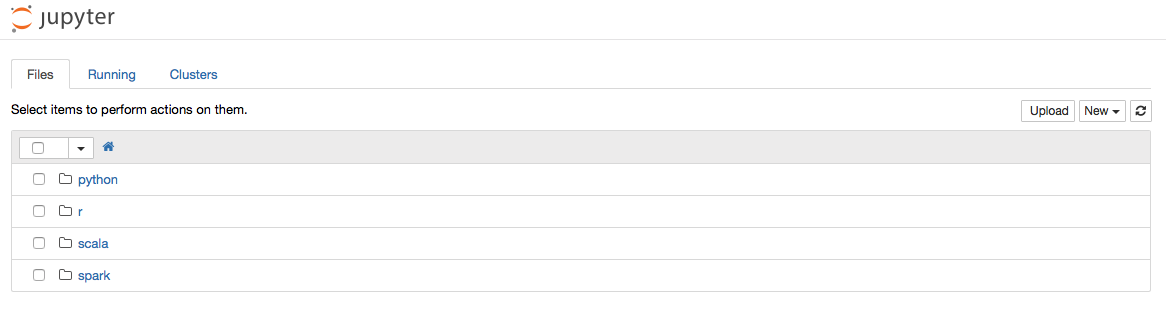 jupyter
Files Running Clusters
Select items to perform actions on them. Upload New
python
r
scala
spark